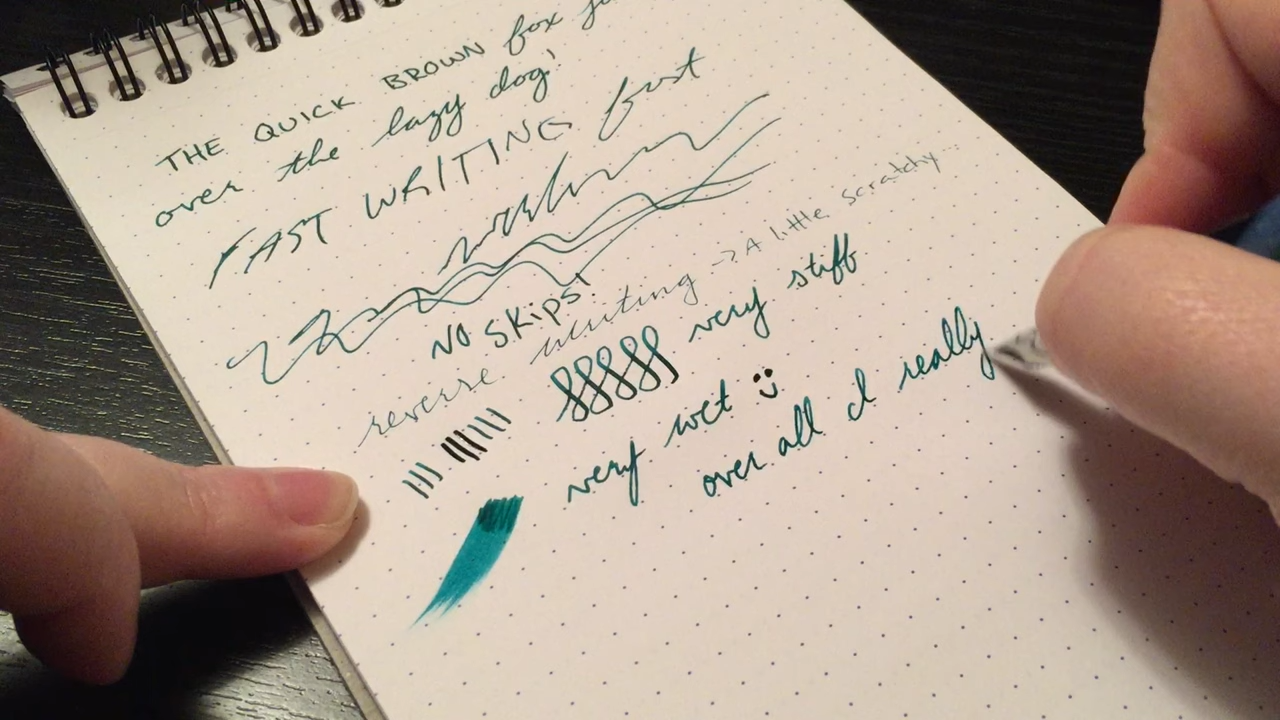 THE QUICK BROWN fox ju
over the lazy dog!
FAST WRITING fast
NO SKIPS!
reverse writing -> A little scratchy...
very stiff
very wet :)
over all I really